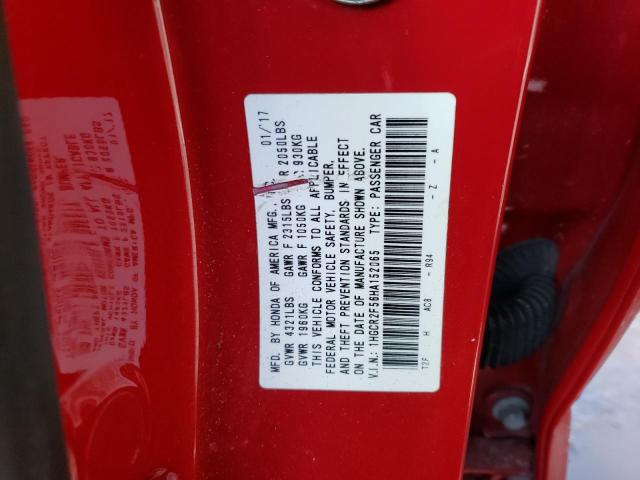 MFD. BY HONDA OF AMERICA MFG., 01/17
GVWR 4321LBS GAWR F 2315LBS R 2050LBS
GVWR 1960KG GAWR F 1050KG 930KG
THIS VEHICLE CONFORMS TO ALL APPLICABLE
FEDERAL MOTOR VEHICLE SAFETY, BUMPER,
AND THEFT PREVENTION STANDARDS IN EFFECT
ON THE DATE OF MANUFACTURE SHOWN ABOVE.
V.I.N.: 1HGCR2F56HA152065 TYPE: PASSENGER CAR
T2F H AC8 - R94 - Z - A